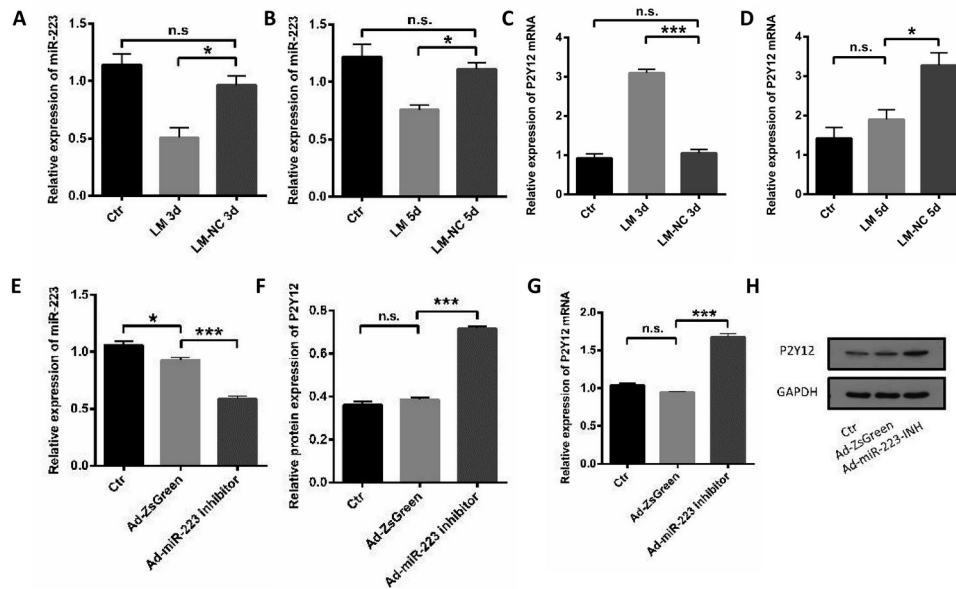 A
Relative expression of miR-223
1.5
1.0
0.5
0.0
n.s
*
Ctr
LM 3d
LM-NC 3d
B
Relative expression of miR-223
1.5
1.0
0.5
0.0
n.s.
*
Ctr
LM 5d
LM-NC 5d
C
Relative expression of P2Y12 mRNA
4
3
2
1
0
n.s.
***
Ctr
LM 3d
LM-NC 3d
D
Relative expression of P2Y12 mRNA
4
3
2
1
0
n.s.
*
Ctr
LM 5d
LM-NC 5d
E
Relative expression of miR-223
1.5
1.0
0.5
0.0
*
***
Ctr
Ad-ZsGreen
Ad-miR-223 inhibitor
F
Relative protein expression of P2Y12
0.8
0.6
0.4
0.2
0.0
n.s.
***
Ctr
Ad-ZsGreen
Ad-miR-223 inhibitor
G
Relative expression of P2Y12 mRNA
2.0
1.5
1.0
0.5
0.0
n.s.
***
Ctr
Ad-ZsGreen
Ad-miR-223 inhibitor
H
P2Y12
GAPDH
Ctr
Ad-ZsGreen
Ad-miR-223-INH